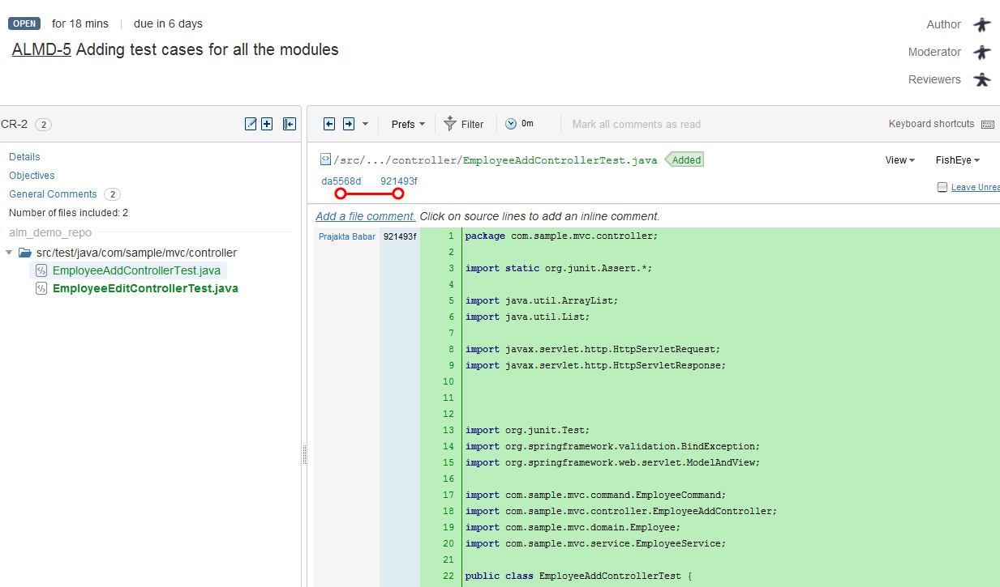 OPEN for 18 mins | due in 6 days
ALMD-5 Adding test cases for all the modules
Author
Moderator
Reviewers
CR-2 2
Details
Objectives
General Comments 2
Number of files included: 2
alm_demo_repo
src/test/java/com/sample/mvc/controller
EmployeeAddControllerTest.java
EmployeeEditControllerTest.java
Prefs Filter 0m Mark all comments as read Keyboard shortcuts
/src/.../controller/EmployeeAddControllerTest.java Added View FishEye
da5568d 921493f
Leave Unrea
Add a file comment. Click on source lines to add an inline comment.
Prajakta Babar 921493f 1 package com.sample.mvc.controller;
2
3 import static org.junit.Assert.*;
4
5 import java.util.ArrayList;
6 import java.util.List;
7
8 import javax.servlet.http.HttpServletRequest;
9 import javax.servlet.http.HttpServletResponse;
10
11
12
13 import org.junit.Test;
14 import org.springframework.validation.BindException;
15 import org.springframework.web.servlet.ModelAndView;
16
17 import com.sample.mvc.command.EmployeeCommand;
18 import com.sample.mvc.controller.EmployeeAddController;
19 import com.sample.mvc.domain.Employee;
20 import com.sample.mvc.service.EmployeeService;
21
22 public class EmployeeAddControllerTest {